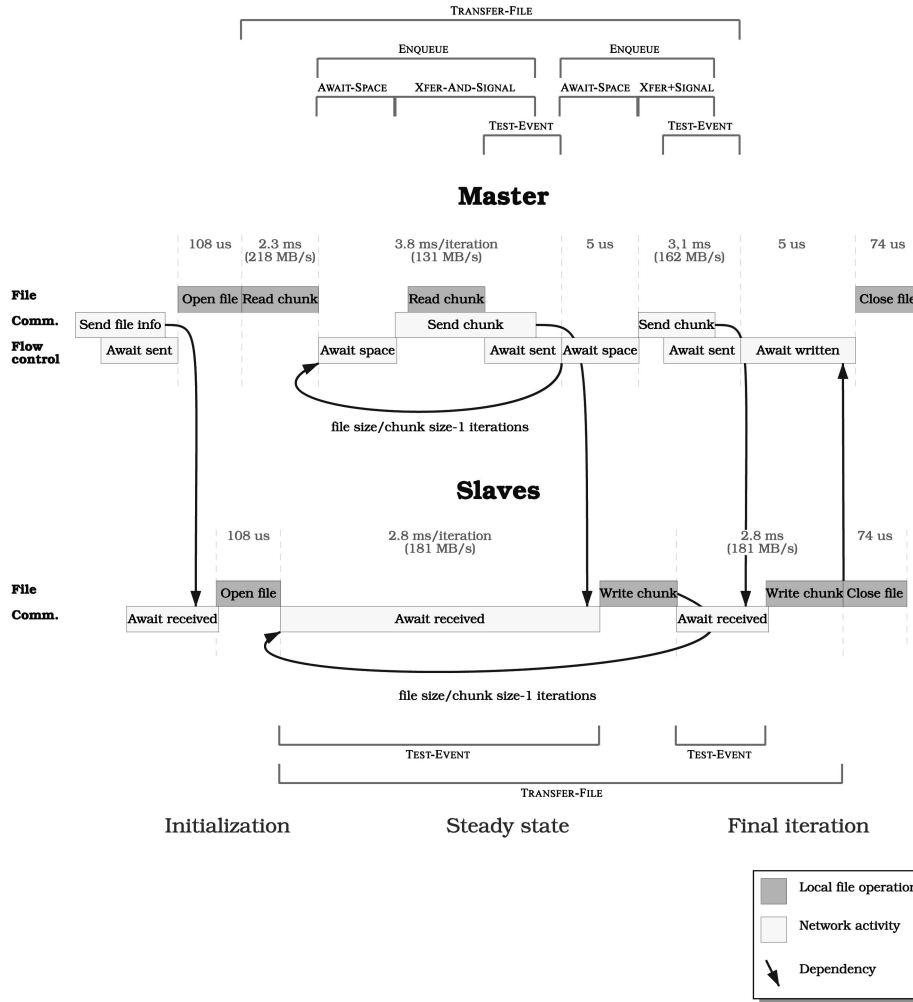 TRANSFER-FILE
ENQUEUE ENQUEUE
AWAIT-SPACE XFER-AND-SIGNAL AWAIT-SPACE XFER+SIGNAL
TEST-EVENT TEST-EVENT
Master
108 us 2.3 ms (218 MB/s) 3.8 ms/iteration (131 MB/s) 5 us 3,1 ms (162 MB/s) 5 us 74 us
File Open file Read chunk Read chunk Close file
Comm. Send file info Send chunk Send chunk
Flow control Await sent Await space Await sent Await space Await sent Await written
file size/chunk size-1 iterations
Slaves
108 us 2.8 ms/iteration (181 MB/s) 2.8 ms (181 MB/s) 74 us
File Open file Write chunk Write chunk Close file
Comm. Await received Await received Await received
file size/chunk size-1 iterations
TEST-EVENT TEST-EVENT
TRANSFER-FILE
Initialization Steady state Final iteration
Local file operation
Network activity
Dependency